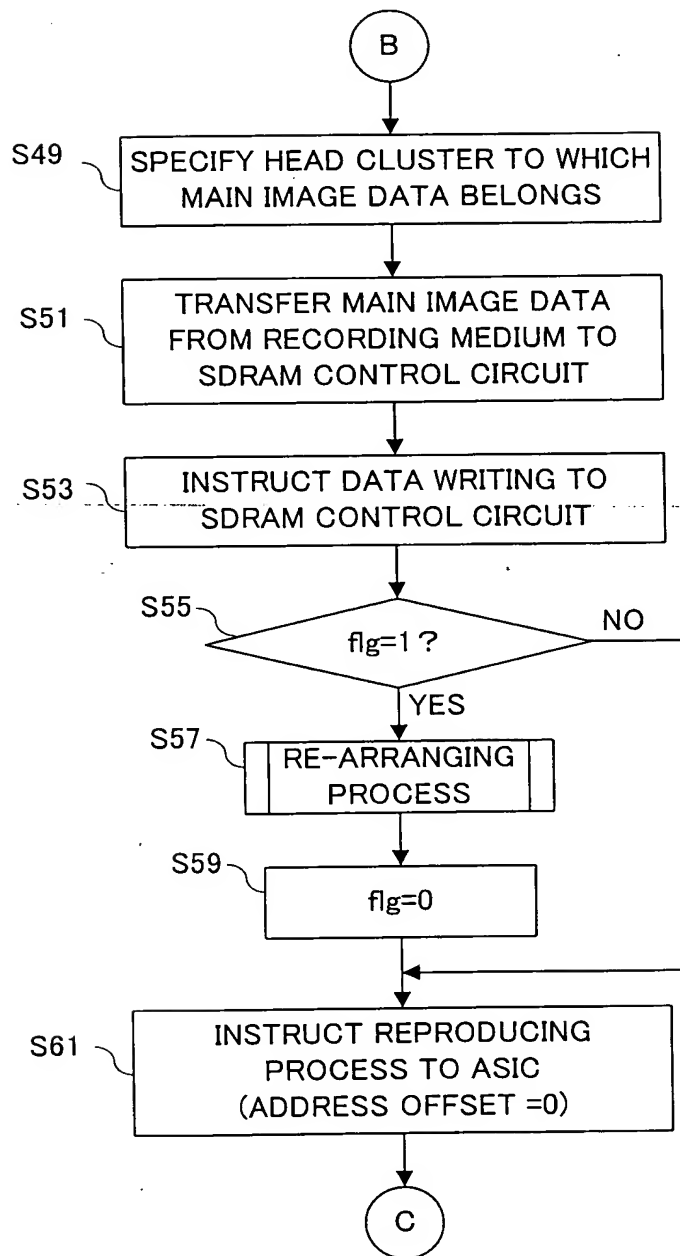 B
S49
SPECIFY HEAD CLUSTER TO WHICH
MAIN IMAGE DATA BELONGS
S51
TRANSFER MAIN IMAGE DATA
FROM RECORDING MEDIUM TO
SDRAM CONTROL CIRCUIT
S53
INSTRUCT DATA WRITING TO
SDRAM CONTROL CIRCUIT
S55
flg=1?
NO
YES
S57
RE-ARRANGING
PROCESS
S59
flg=0
S61
INSTRUCT REPRODUCING
PROCESS TO ASIC
(ADDRESS OFFSET =0)
C